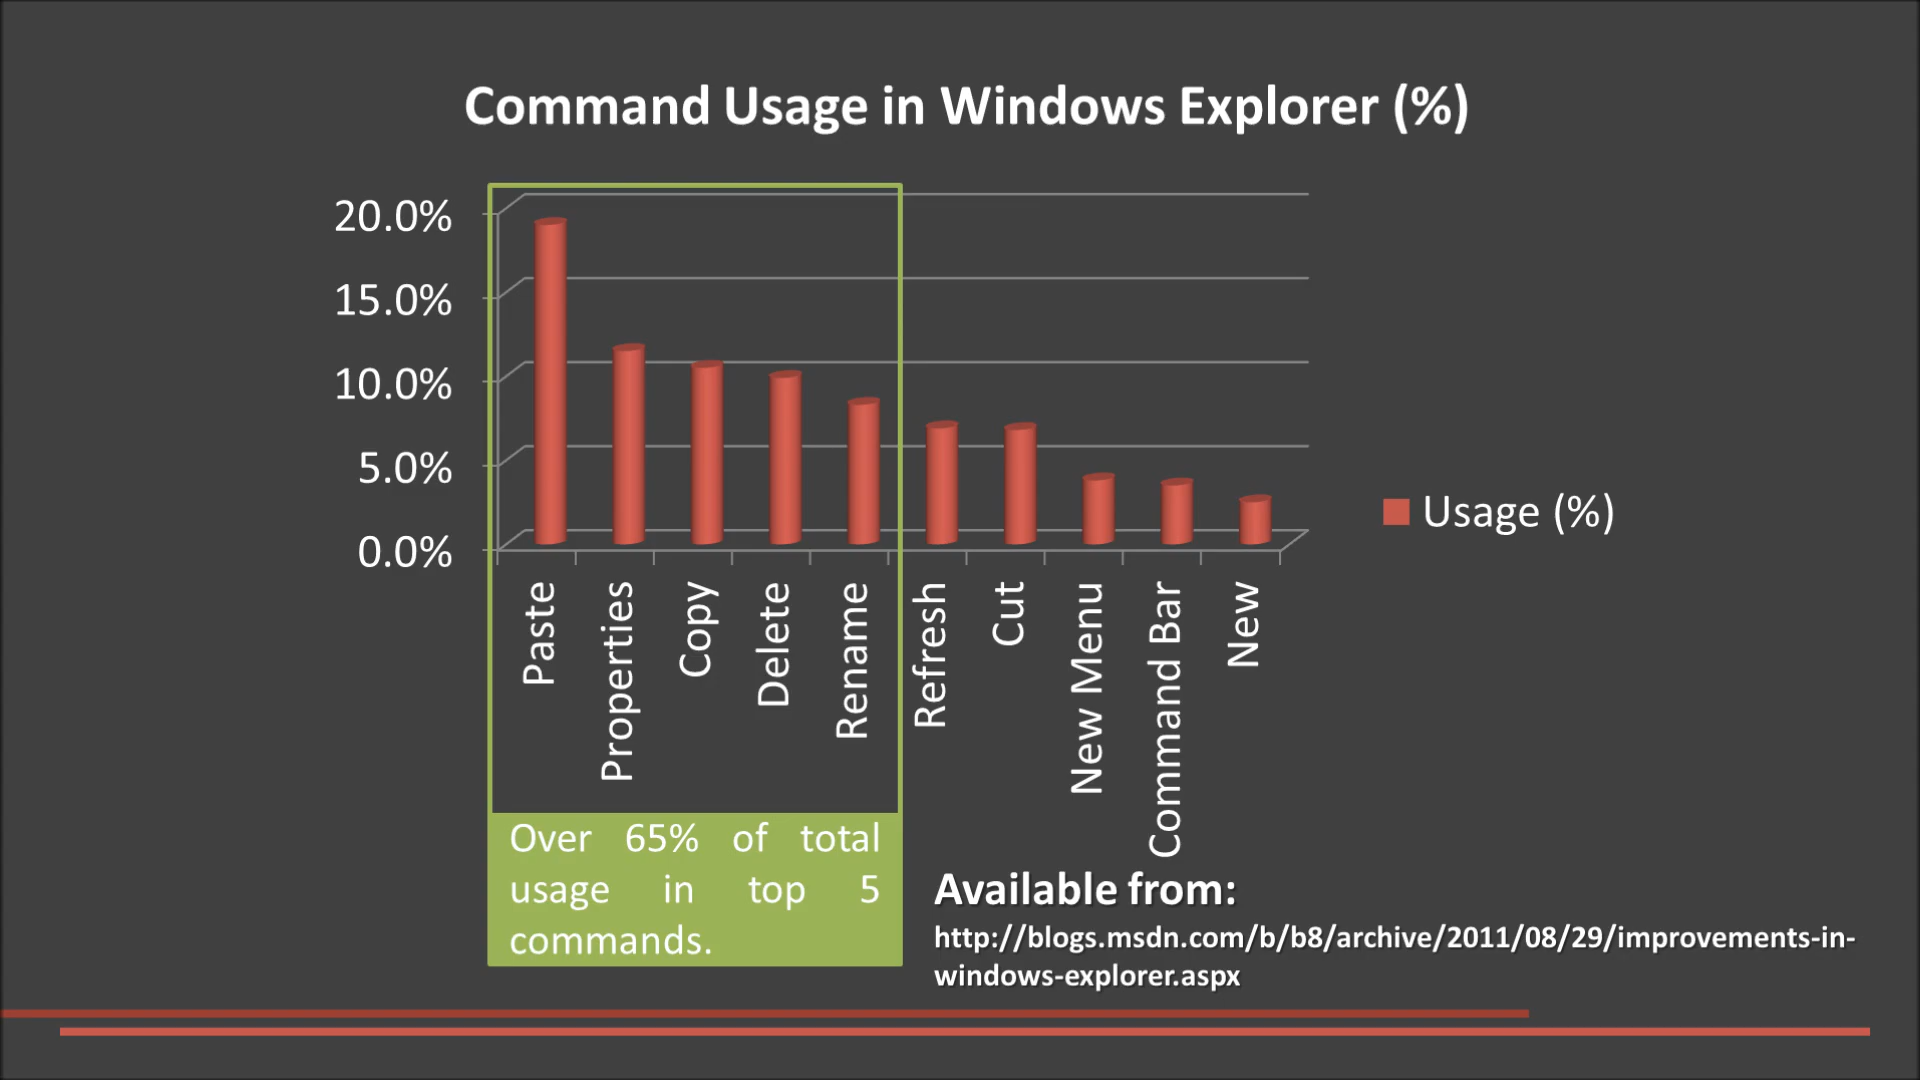 Command Usage in Windows Explorer (%)
20.0%
15.0%
10.0%
5.0%
0.0%
Paste
Properties
Copy
Delete
Rename
Refresh
Cut
New Menu
Command Bar
New
Usage (%)
Over 65% of total
usage in top 5
commands.
Available from:
http://blogs.msdn.com/b/b8/archive/2011/08/29/improvements-in-
windows-explorer.aspx